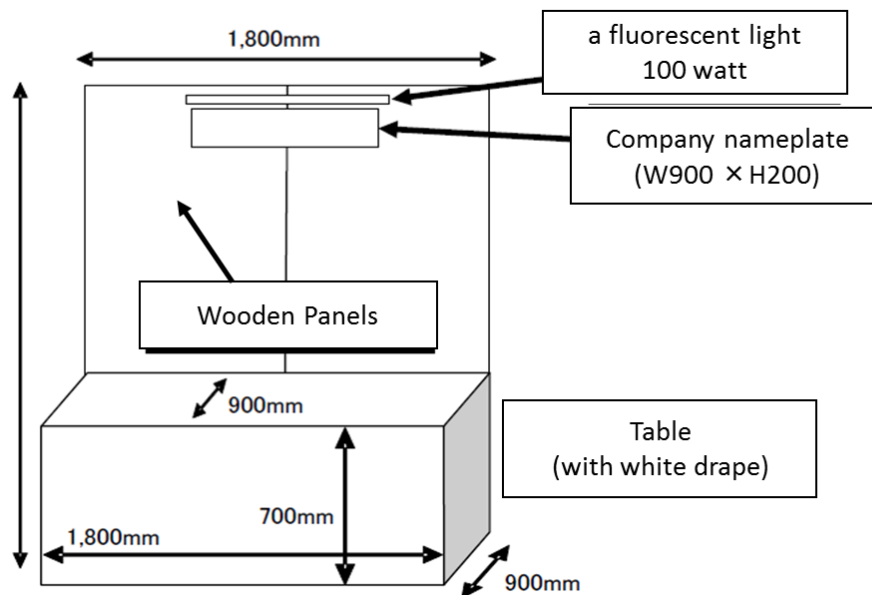 1,800mm
a fluorescent light
100 watt
Company nameplate
(W900 ×H200)
Wooden Panels
900mm
Table
(with white drape)
700mm
1,800mm
900mm